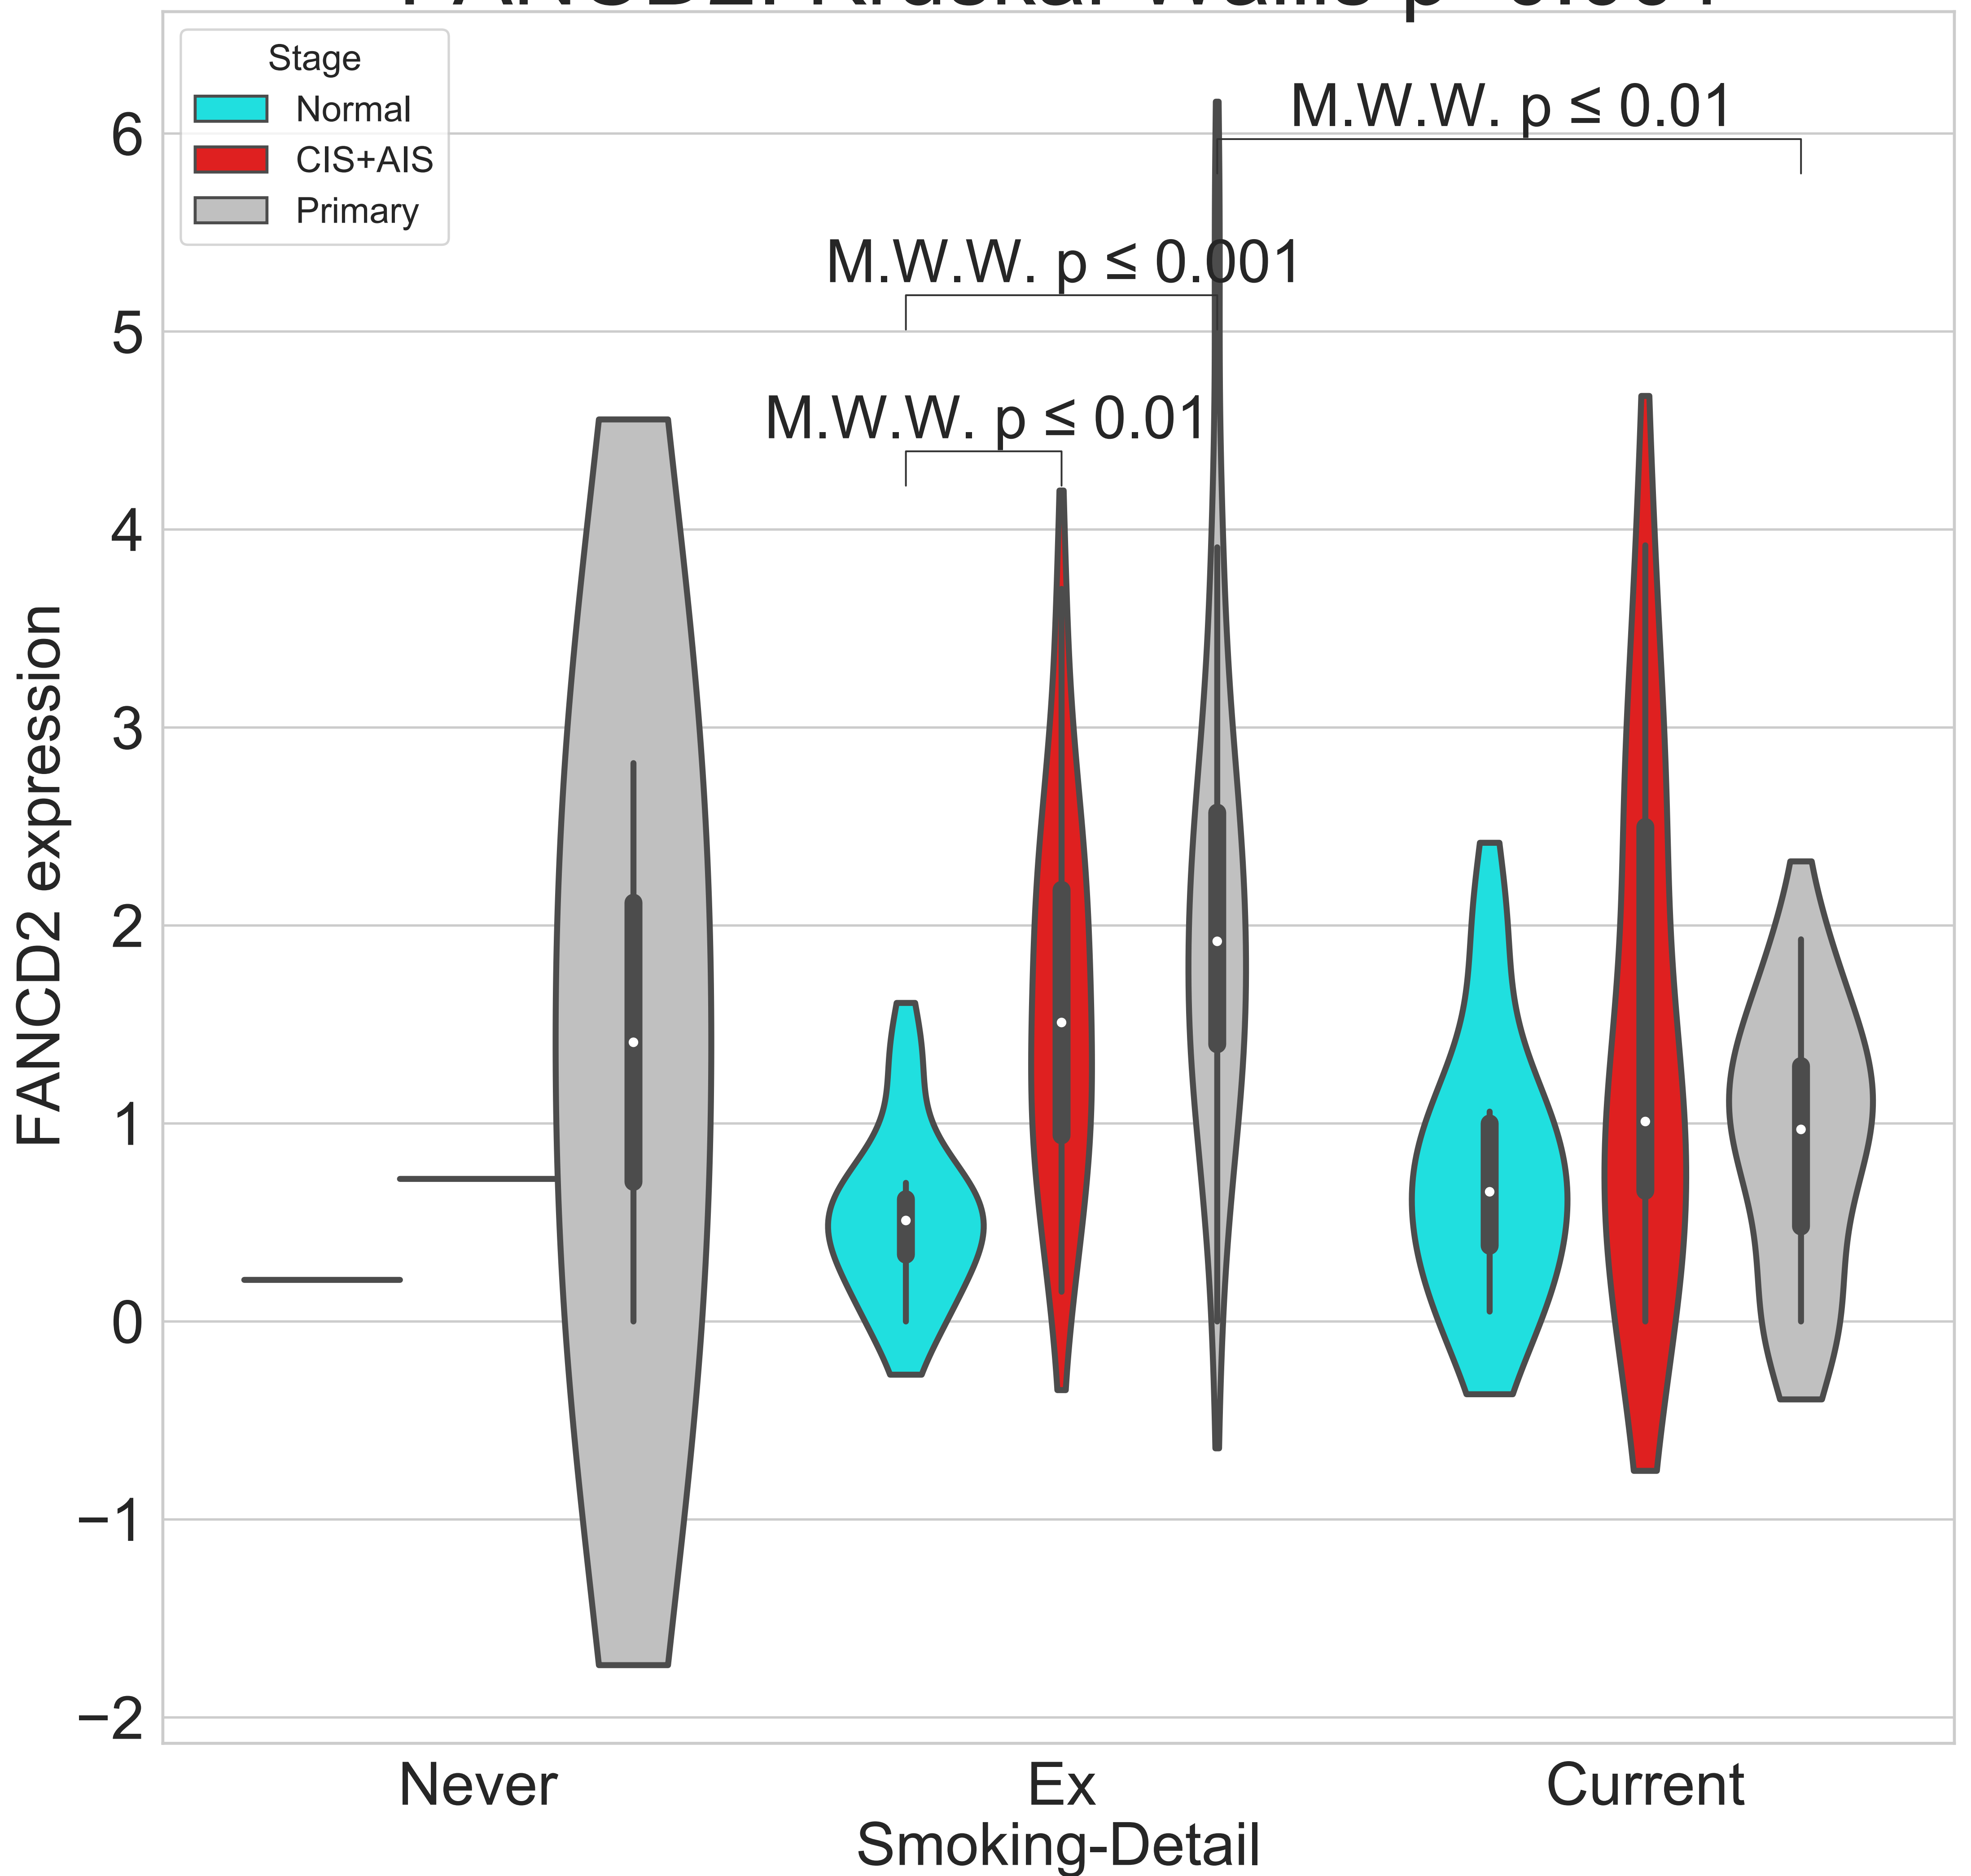 Stage
Normal
CIS+AIS
Primary
M.W.W. p ≤ 0.01
M.W.W. p ≤ 0.001
M.W.W. p ≤ 0.01
6
5
4
3
2
1
0
−1
−2
FANCD2 expression
Never
Ex
Current
Smoking-Detail